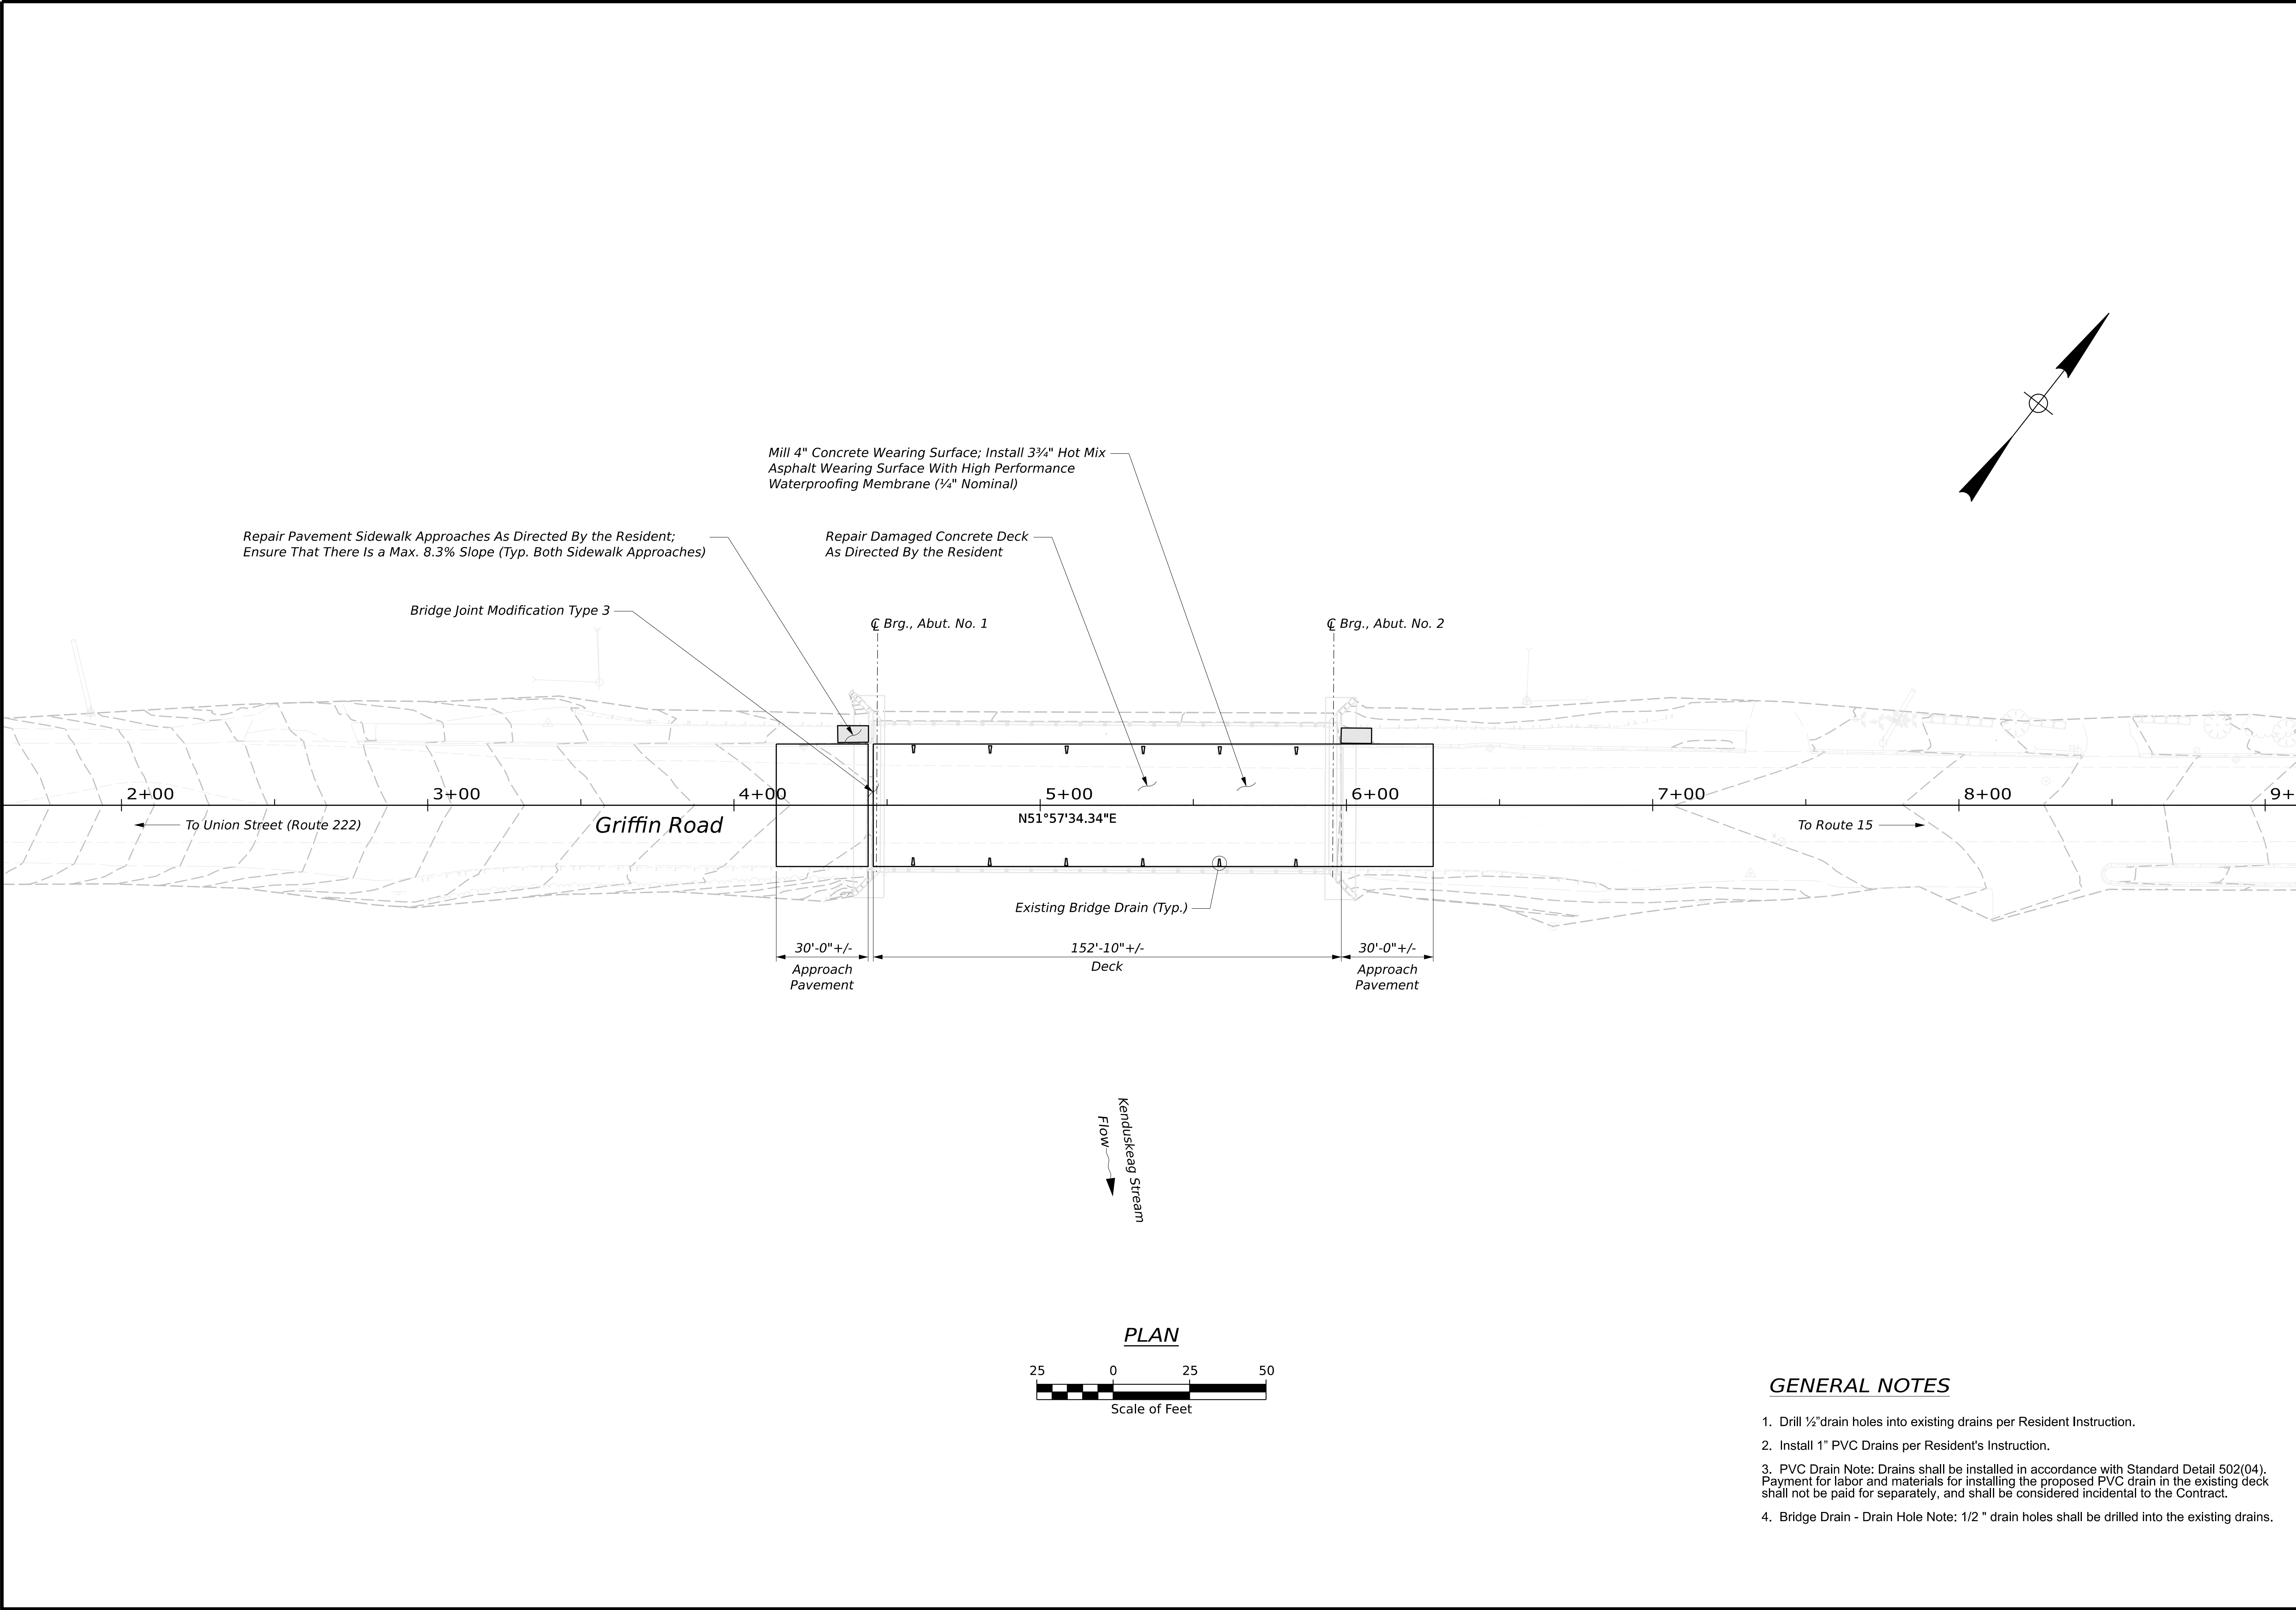 Mill 4" Concrete Wearing Surface; Install 3¾" Hot Mix
Asphalt Wearing Surface With High Performance
Waterproofing Membrane (¼" Nominal)
Repair Pavement Sidewalk Approaches As Directed By the Resident;
Ensure That There Is a Max. 8.3% Slope (Typ. Both Sidewalk Approaches)
Repair Damaged Concrete Deck
As Directed By the Resident
Bridge Joint Modification Type 3
℄ Brg., Abut. No. 1
℄ Brg., Abut. No. 2
2+00
3+00
4+00
5+00
6+00
7+00
8+00
9+
To Union Street (Route 222)
Griffin Road
N51°57'34.34"E
To Route 15
Existing Bridge Drain (Typ.)
30'-0"+/-
Approach
Pavement
152'-10"+/-
Deck
30'-0"+/-
Approach
Pavement
Kenduskeag Stream
Flow
PLAN
25 0 25 50
Scale of Feet
GENERAL NOTES
1. Drill ½”drain holes into existing drains per Resident Instruction.
2. Install 1” PVC Drains per Resident's Instruction.
3. PVC Drain Note: Drains shall be installed in accordance with Standard Detail 502(04).
Payment for labor and materials for installing the proposed PVC drain in the existing deck
shall not be paid for separately, and shall be considered incidental to the Contract.
4. Bridge Drain - Drain Hole Note: 1/2 " drain holes shall be drilled into the existing drains.